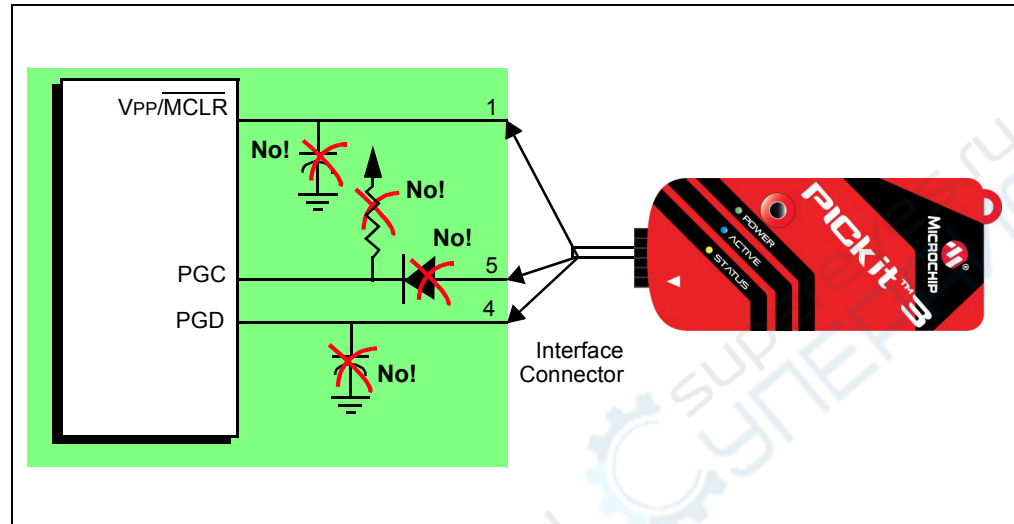 VPP/MCLR
1
No!
No!
No!
PGC
5
PGD
4
No!
Interface
Connector
POWER
ACTIVE
STATUS
PICkit™ 3
MICROCHIP
®